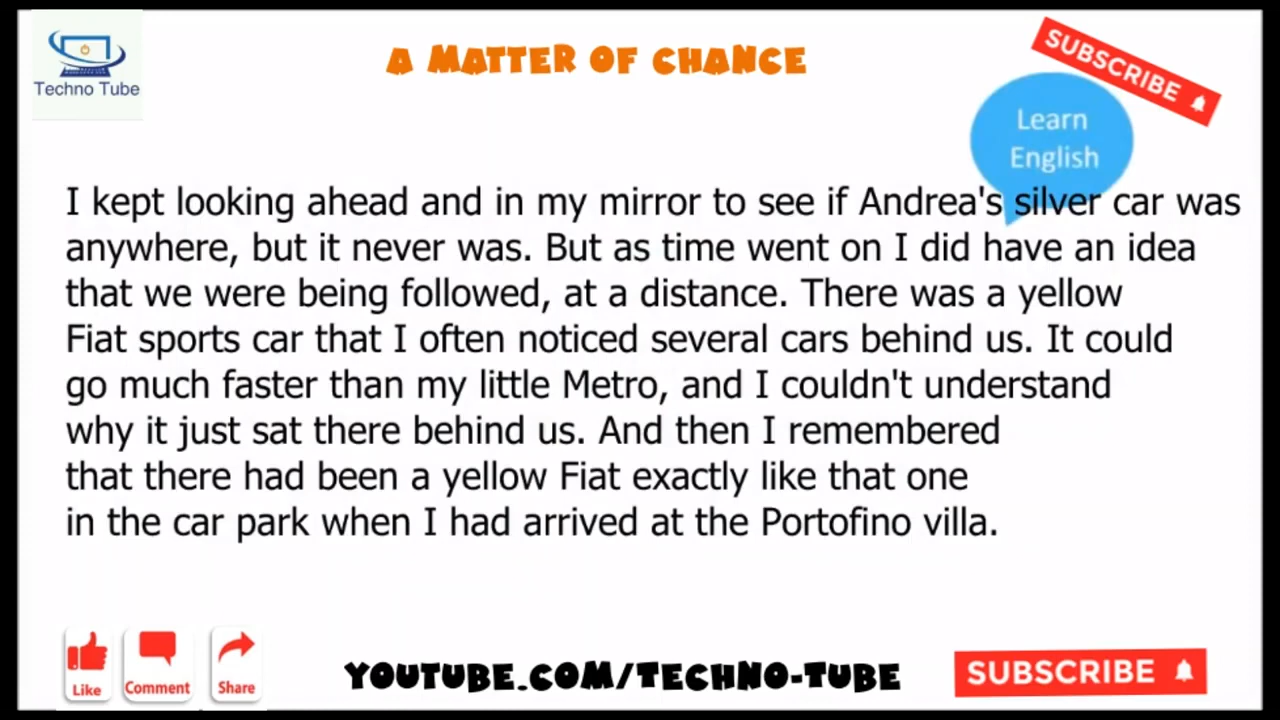 Techno Tube
A MATTER OF CHANCE
SUBSCRIBE
Learn
English
I kept looking ahead and in my mirror to see if Andrea's silver car was
anywhere, but it never was. But as time went on I did have an idea
that we were being followed, at a distance. There was a yellow
Fiat sports car that I often noticed several cars behind us. It could
go much faster than my little Metro, and I couldn't understand
why it just sat there behind us. And then I remembered
that there had been a yellow Fiat exactly like that one
in the car park when I had arrived at the Portofino villa.
Like
Comment
Share
YOUTUBE.COM/TECHNO-TUBE
SUBSCRIBE